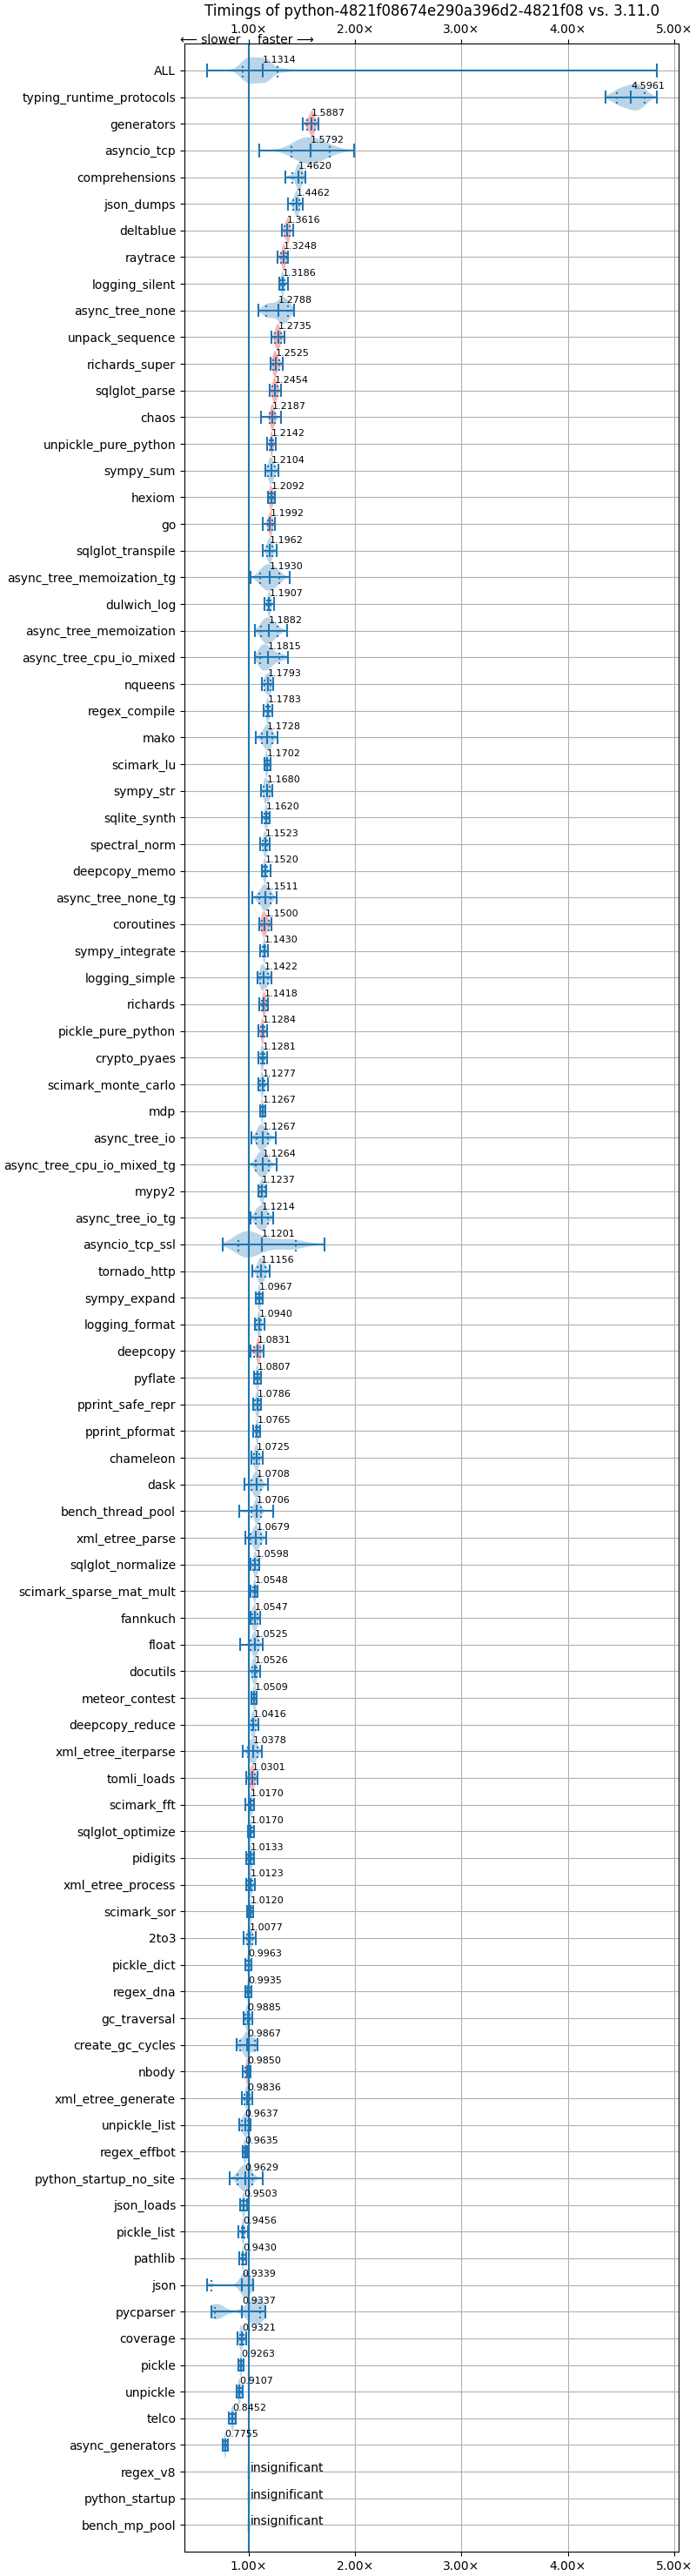 Timings of python-4821f08674e290a396d2-4821f08 vs. 3.11.0
1.00× 2.00× 3.00× 4.00× 5.00×
⟵ slower faster ⟶
ALL 1.1314
typing_runtime_protocols 4.5961
generators 1.5887
asyncio_tcp 1.5792
comprehensions 1.4620
json_dumps 1.4462
deltablue 1.3616
raytrace 1.3248
logging_silent 1.3186
async_tree_none 1.2788
unpack_sequence 1.2735
richards_super 1.2525
sqlglot_parse 1.2454
chaos 1.2187
unpickle_pure_python 1.2142
sympy_sum 1.2104
hexiom 1.2092
go 1.1992
sqlglot_transpile 1.1962
async_tree_memoization_tg 1.1930
dulwich_log 1.1907
async_tree_memoization 1.1882
async_tree_cpu_io_mixed 1.1815
nqueens 1.1793
regex_compile 1.1783
mako 1.1728
scimark_lu 1.1702
sympy_str 1.1680
sqlite_synth 1.1620
spectral_norm 1.1523
deepcopy_memo 1.1520
async_tree_none_tg 1.1511
coroutines 1.1500
sympy_integrate 1.1430
logging_simple 1.1422
richards 1.1418
pickle_pure_python 1.1284
crypto_pyaes 1.1281
scimark_monte_carlo 1.1277
mdp 1.1267
async_tree_io 1.1267
async_tree_cpu_io_mixed_tg 1.1264
mypy2 1.1237
async_tree_io_tg 1.1214
asyncio_tcp_ssl 1.1201
tornado_http 1.1156
sympy_expand 1.0967
logging_format 1.0940
deepcopy 1.0831
pyflate 1.0807
pprint_safe_repr 1.0786
pprint_pformat 1.0765
chameleon 1.0725
dask 1.0708
bench_thread_pool 1.0706
xml_etree_parse 1.0679
sqlglot_normalize 1.0598
scimark_sparse_mat_mult 1.0548
fannkuch 1.0547
float 1.0525
docutils 1.0526
meteor_contest 1.0509
deepcopy_reduce 1.0416
xml_etree_iterparse 1.0378
tomli_loads 1.0301
scimark_fft 1.0170
sqlglot_optimize 1.0170
pidigits 1.0133
xml_etree_process 1.0123
scimark_sor 1.0120
2to3 1.0077
pickle_dict 0.9963
regex_dna 0.9935
gc_traversal 0.9885
create_gc_cycles 0.9867
nbody 0.9850
xml_etree_generate 0.9836
unpickle_list 0.9637
regex_effbot 0.9635
python_startup_no_site 0.9629
json_loads 0.9503
pickle_list 0.9456
pathlib 0.9430
json 0.9339
pycparser 0.9337
coverage 0.9321
pickle 0.9263
unpickle 0.9107
telco 0.8452
async_generators 0.7755
regex_v8 insignificant
python_startup insignificant
bench_mp_pool insignificant
1.00× 2.00× 3.00× 4.00× 5.00×